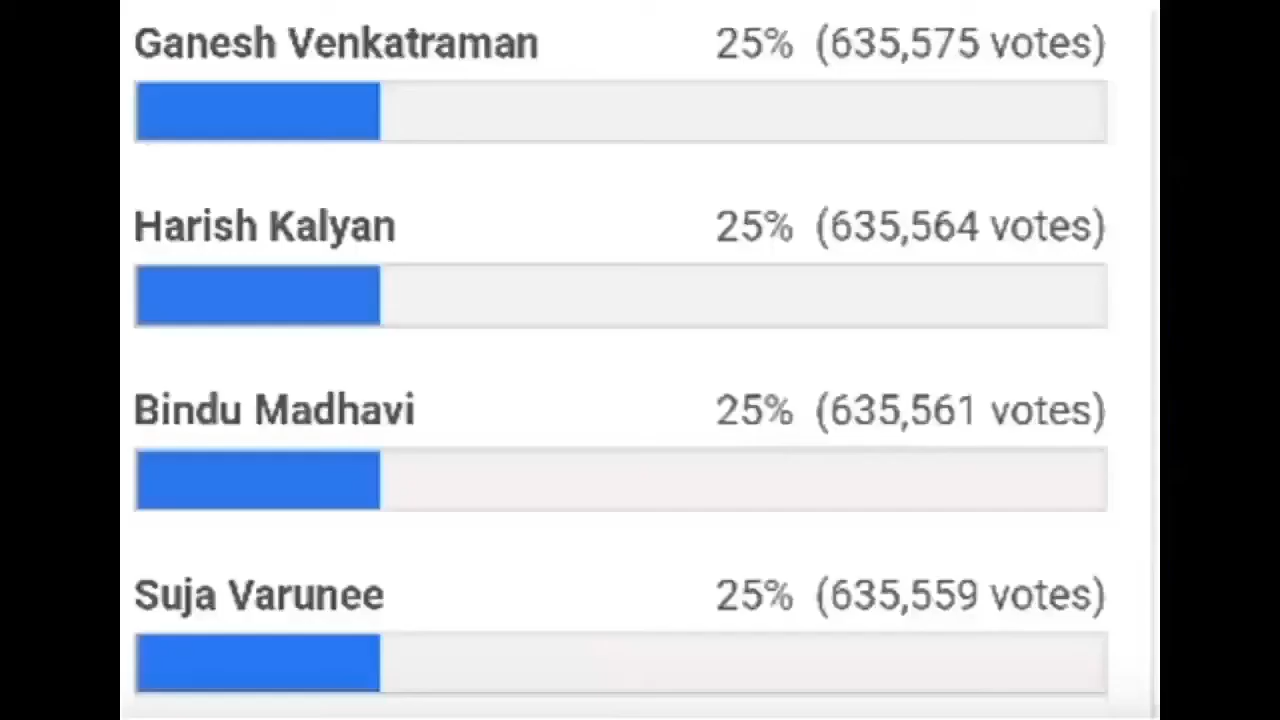 Ganesh Venkatraman 25% (635,575 votes)
Harish Kalyan 25% (635,564 votes)
Bindu Madhavi 25% (635,561 votes)
Suja Varunee 25% (635,559 votes)